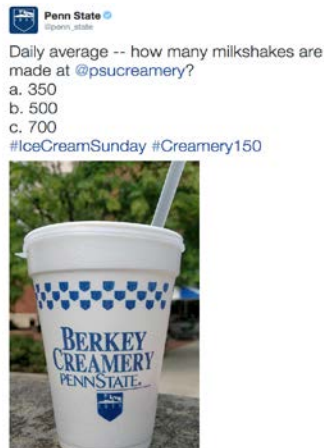 Penn State
@penn_state
Daily average -- how many milkshakes are
made at @psucreamery?
a. 350
b. 500
c. 700
#IceCreamSunday #Creamery150
BERKEY
CREAMERY
PENNSTATE.